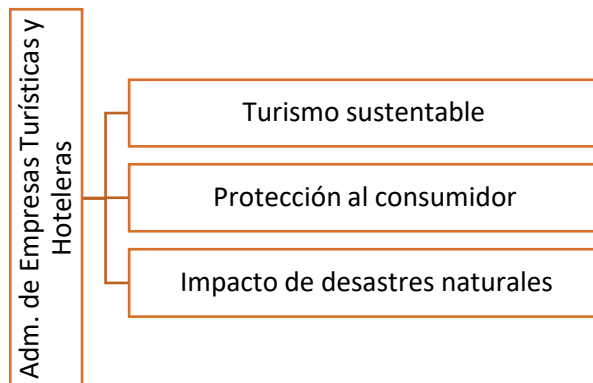 Adm. de Empresas Turísticas y
Hoteleras
Turismo sustentable
Protección al consumidor
Impacto de desastres naturales